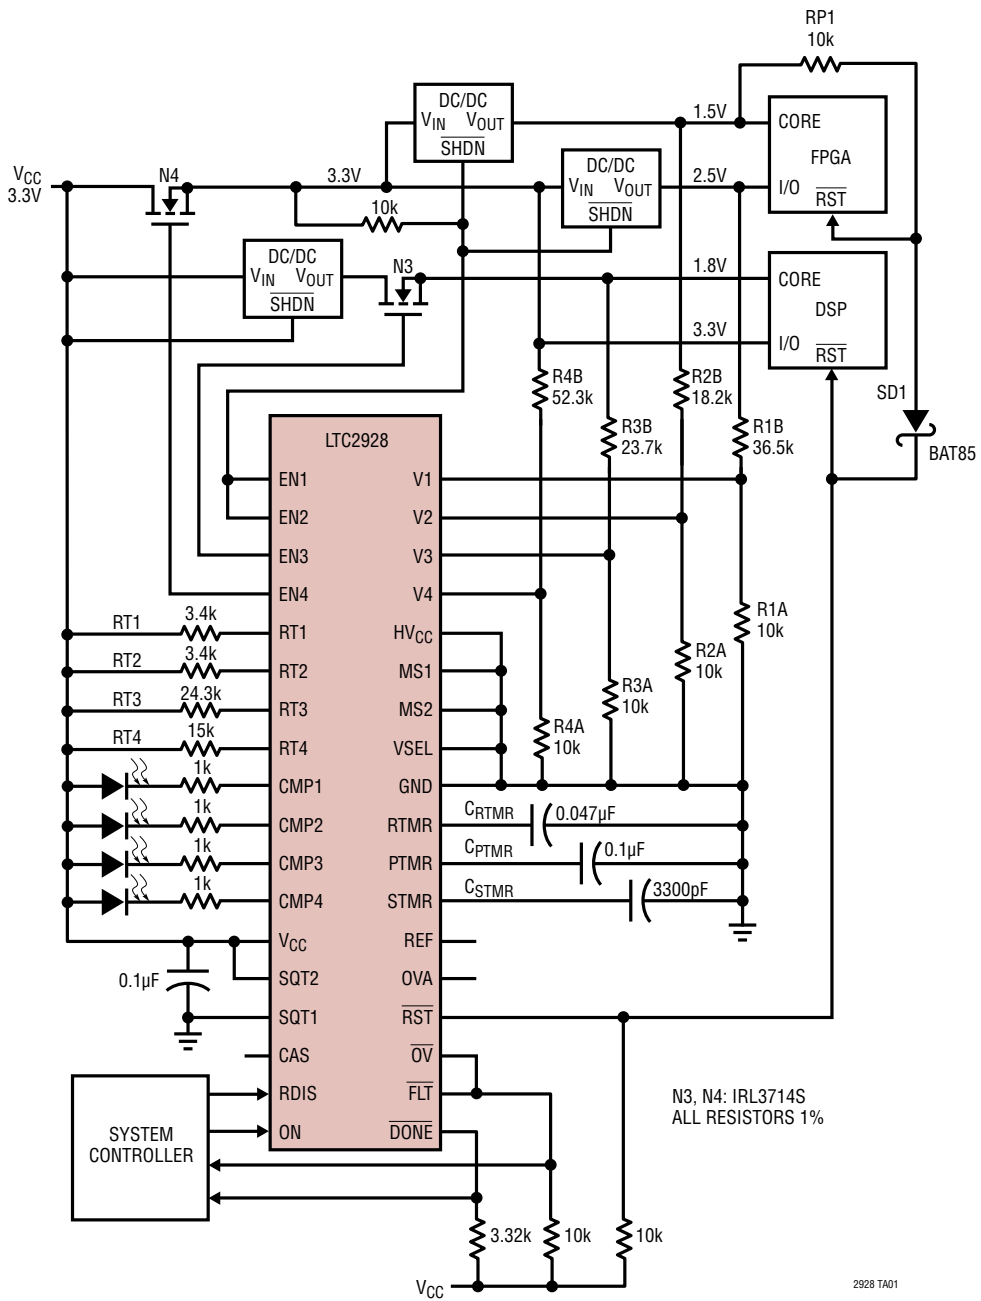 RP1
10k
DC/DC
VIN VOUT
SHDN
1.5V
CORE
FPGA
I/O
RST
VCC
3.3V
N4
3.3V
10k
DC/DC
VIN VOUT
SHDN
2.5V
DC/DC
VIN VOUT
SHDN
N3
1.8V
CORE
DSP
3.3V
I/O
RST
R4B
52.3k
R2B
18.2k
SD1
BAT85
R3B
23.7k
R1B
36.5k
LTC2928
EN1
V1
EN2
V2
EN3
V3
EN4
V4
RT1
3.4k
RT1
HVCC
R1A
10k
RT2
3.4k
RT2
MS1
R2A
10k
RT3
24.3k
RT3
MS2
R3A
10k
RT4
15k
RT4
VSEL
R4A
10k
1k
CMP1
GND
1k
CMP2
RTMR
CRTMR
0.047µF
1k
CMP3
PTMR
CPTMR
0.1µF
1k
CMP4
STMR
CSTMR
3300pF
VCC
REF
0.1µF
SQT2
OVA
SQT1
RST
CAS
OV
RDIS
FLT
ON
DONE
SYSTEM
CONTROLLER
N3, N4: IRL3714S
ALL RESISTORS 1%
3.32k
10k
10k
VCC
2928 TA01